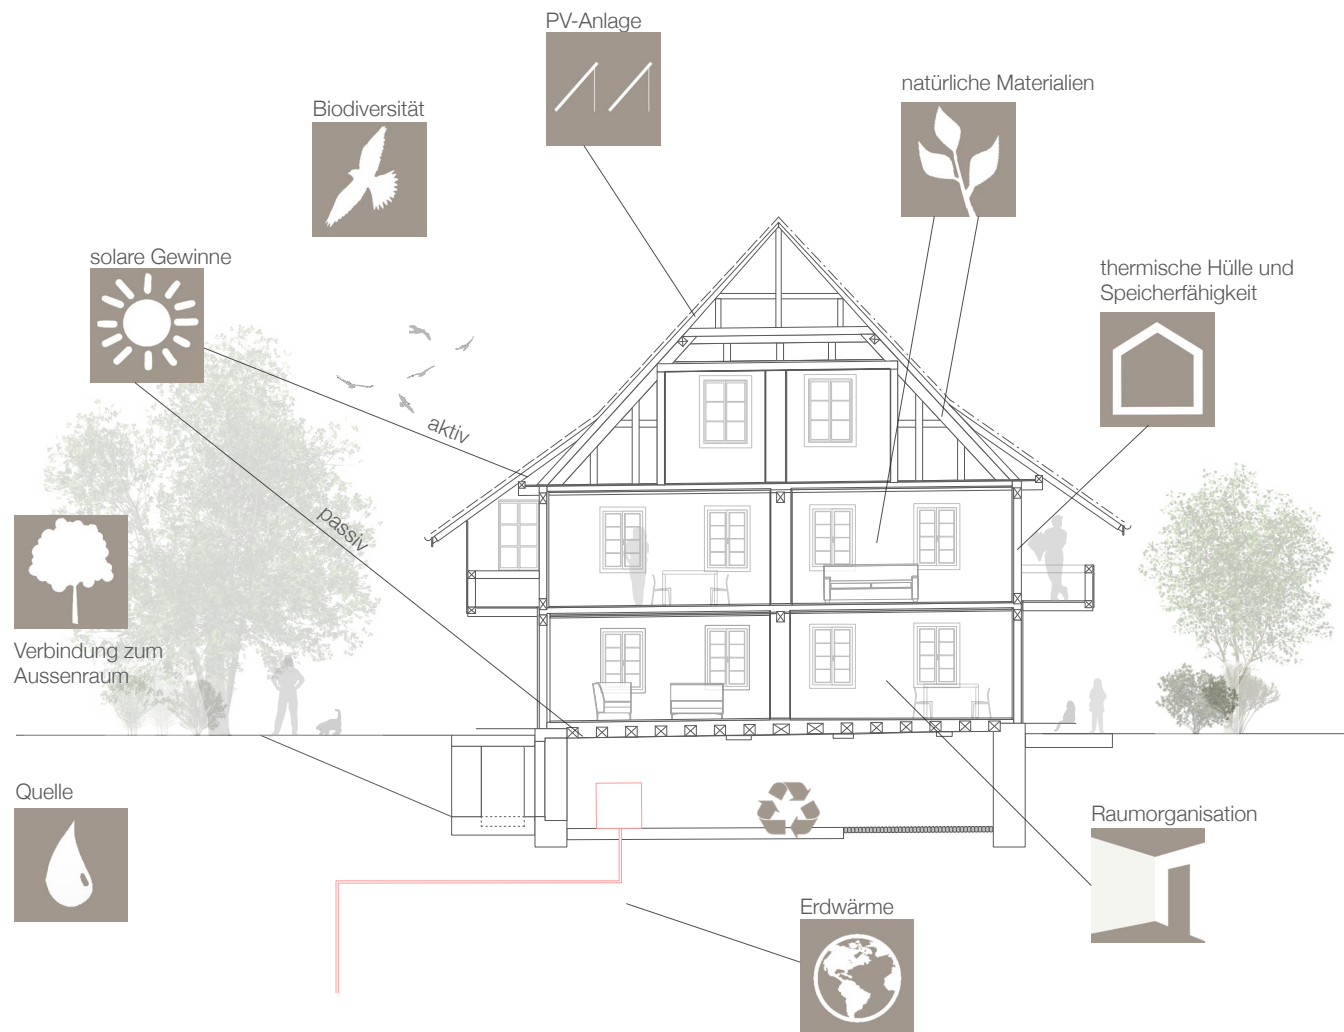 PV-Anlage
natürliche Materialien
Biodiversität
solare Gewinne
thermische Hülle und
Speicherfähigkeit
aktiv
passiv
Verbindung zum
Aussenraum
Quelle
Raumorganisation
Erdwärme